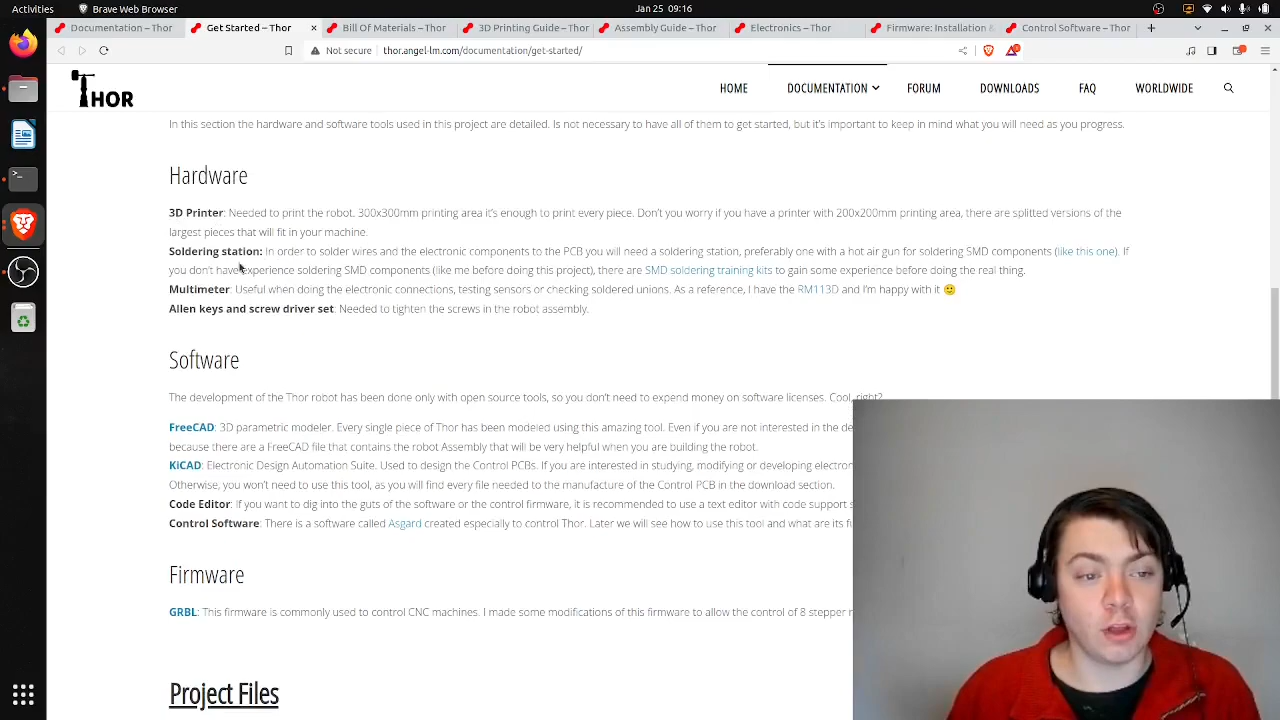 Activities
Brave Web Browser
Jan 25 09:16
Documentation – Thor
Get Started – Thor
Bill Of Materials – Thor
3D Printing Guide – Thor
Assembly Guide – Thor
Electronics – Thor
Firmware Installation &
Control Software – Thor
Not secure
thor.angel-lm.com/documentation/get-started/
THOR
HOME
DOCUMENTATION
FORUM
DOWNLOADS
FAQ
WORLDWIDE
In this section the hardware and software tools used in this project are detailed. Is not necessary to have all of them to get started, but it's important to keep in mind what you will need as you progress.
Hardware
3D Printer: Needed to print the robot. 300x300mm printing area it's enough to print every piece. Don't you worry if you have a printer with 200x200mm printing area, there are splitted versions of the
largest pieces that will fit in your machine.
Soldering station: In order to solder wires and the electronic components to the PCB you will need a soldering station, preferably one with a hot air gun for soldering SMD components (like this one). If
you don't have experience soldering SMD components (like me before doing this project), there are SMD soldering training kits to gain some experience before doing the real thing.
Multimeter: Useful when doing the electronic connections, testing sensors or checking soldered unions. As a reference, I have the RM113D and I'm happy with it 🙂
Allen keys and screw driver set: Needed to tighten the screws in the robot assembly.
Software
The development of the Thor robot has been done only with open source tools, so you don't need to expend money on software licenses. Cool, right?
FreeCAD: 3D parametric modeler. Every single piece of Thor has been modeled using this amazing tool. Even if you are not interested in the de
because there are a FreeCAD file that contains the robot Assembly that will be very helpful when you are building the robot.
KiCAD: Electronic Design Automation Suite. Used to design the Control PCBs. If you are interested in studying, modifying or developing electron
Otherwise, you won't need to use this tool, as you will find every file needed to the manufacture of the Control PCB in the download section.
Code Editor: If you want to dig into the guts of the software or the control firmware, it is recommended to use a text editor with code support s
Control Software: There is a software called Asgard created especially to control Thor. Later we will see how to use this tool and what are its fu
Firmware
GRBL: This firmware is commonly used to control CNC machines. I made some modifications of this firmware to allow the control of 8 stepper
Project Files